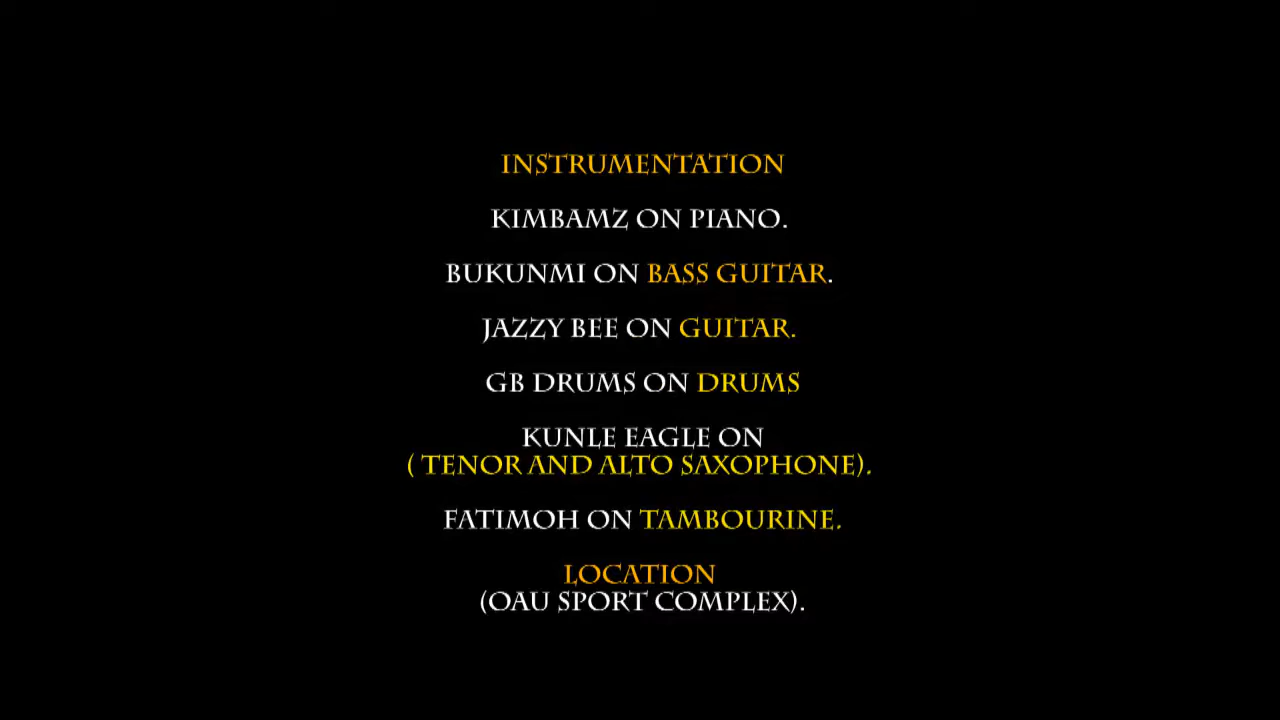 INSTRUMENTATION
KIMBAMZ ON PIANO.
BUKUNMI ON BASS GUITAR.
JAZZY BEE ON GUITAR.
GB DRUMS ON DRUMS
KUNLE EAGLE ON
( TENOR AND ALTO SAXOPHONE).
FATIMOH ON TAMBOURINE.
LOCATION
(OAU SPORT COMPLEX).